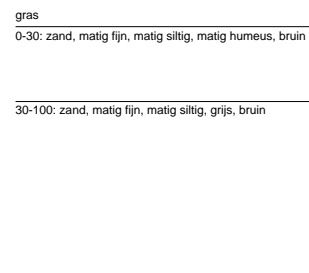 gras
0-30: zand, matig fijn, matig siltig, matig humeus, bruin
30-100: zand, matig fijn, matig siltig, grijs, bruin